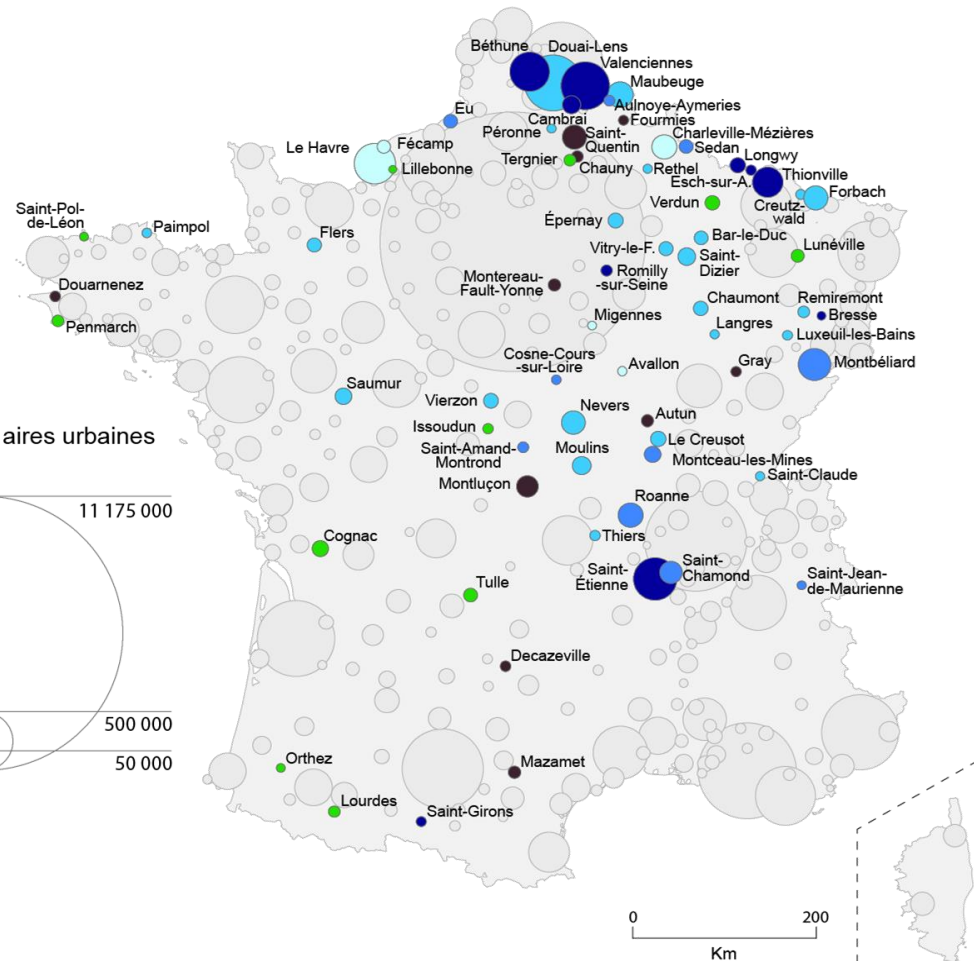 Béthune
Douai-Lens
Valenciennes
Maubeuge
Aulnoye-Aymeries
Eu
Cambrai
Fourmies
Péronne
Saint-
Quentin
Charleville-Mézières
Sedan
Le Havre
Fécamp
Lillebonne
Tergnier
Chauny
Rethel
Longwy
Esch-sur-A.
Thionville
Forbach
Verdun
Creutz-
wald
Saint-Pol-
de-Léon
Paimpol
Flers
Épernay
Vitry-le-F.
Bar-le-Duc
Saint-
Dizier
Lunéville
Douarnenez
Penmarch
Montereau-
Fault-Yonne
Romilly
-sur-Seine
Migennes
Chaumont
Langres
Remiremont
Bresse
Luxeuil-les-Bains
Cosne-Cours
-sur-Loire
Avallon
Gray
Montbéliard
Saumur
Vierzon
Nevers
Autun
Issoudun
Le Creusot
aires urbaines
Saint-Amand-
Montrond
Moulins
Montceau-les-Mines
Montluçon
Saint-Claude
11 175 000
Roanne
Cognac
Thiers
Saint-
Étienne
Saint-
Chamond
Saint-Jean-
de-Maurienne
Tulle
Decazeville
500 000
50 000
Orthez
Mazamet
Lourdes
Saint-Girons
0 200
Km